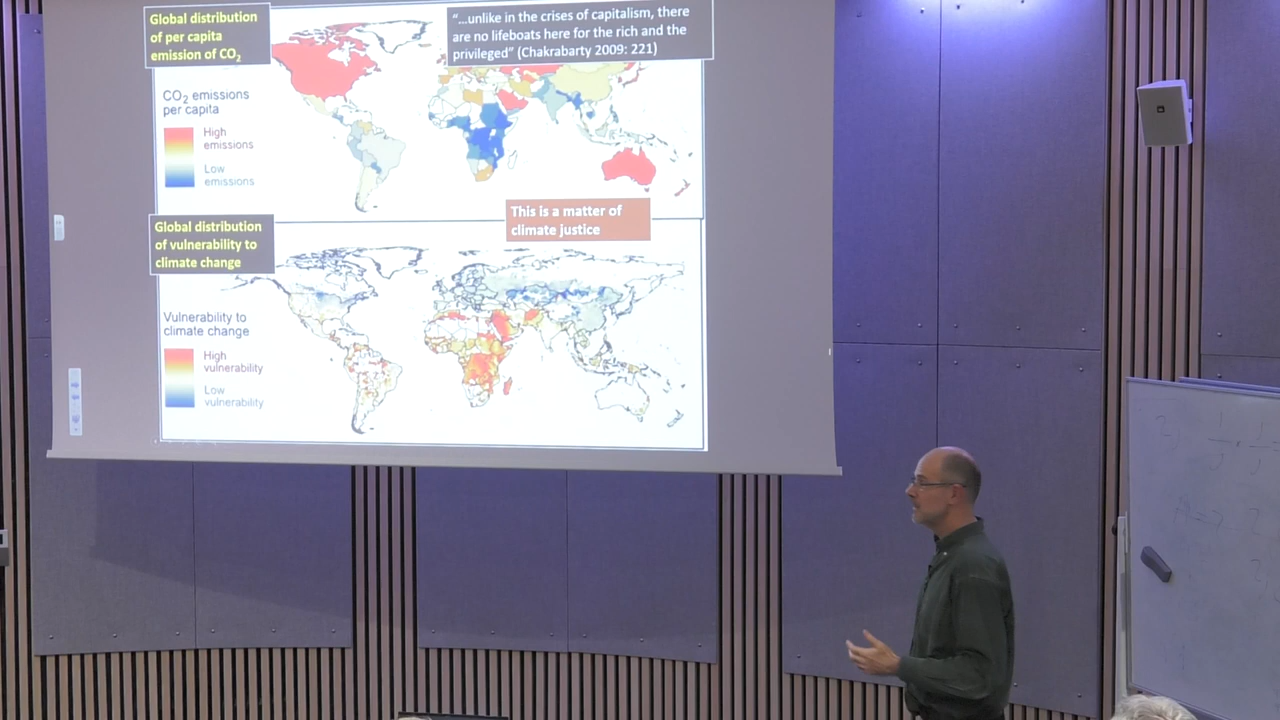 Global distribution
of per capita
emission of CO₂
"...unlike in the crises of capitalism, there
are no lifeboats here for the rich and the
privileged" (Chakrabarty 2009: 221)
CO₂ emissions
per capita
High
emissions
Low
emissions
This is a matter of
climate justice
Global distribution
of vulnerability to
climate change
Vulnerability to
climate change
High
vulnerability
Low
vulnerability